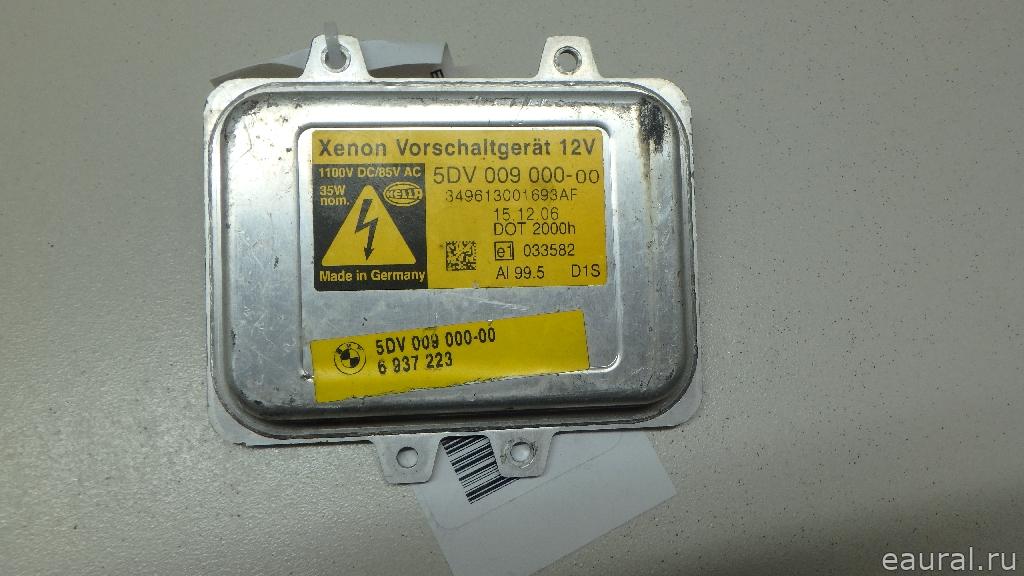 Xenon Vorschaltgerät 12V
1100V DC/85V AC
35W
nom.
HELLA
Made in Germany
5DV 009 000-00
349613001693AF
15.12.06
DOT 2000h
e1 033582
Al 99.5 D1S
5DV 009 000-00
6 937 223
eaural.ru